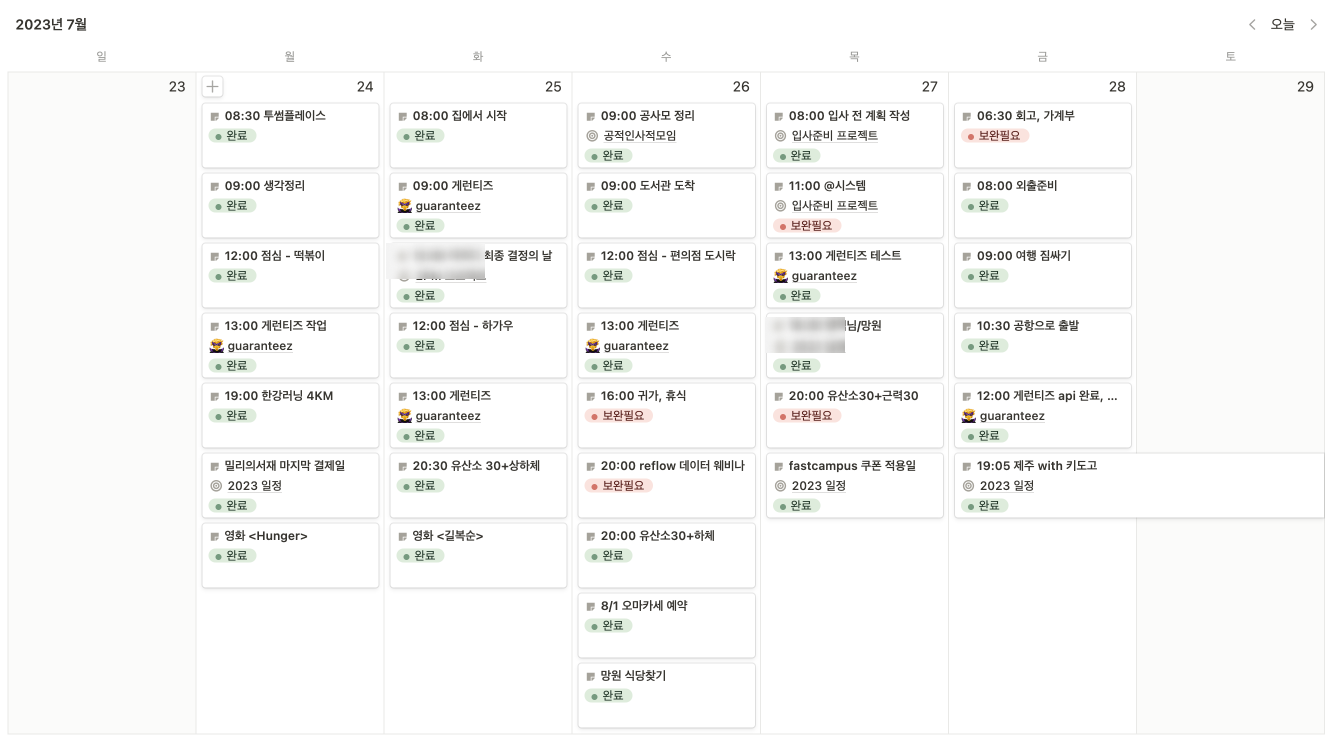 2023년 7월
오늘
일 월 화 수 목 금 토
23
24
08:30 투썸플레이스
완료
09:00 생각정리
완료
12:00 점심 - 떡볶이
완료
13:00 게런티즈 작업
guaranteez
완료
19:00 한강러닝 4KM
완료
밀리의서재 마지막 결제일
2023 일정
완료
영화 <Hunger>
완료
25
08:00 집에서 시작
완료
09:00 게런티즈
guaranteez
완료
최종 결정의 날
완료
12:00 점심 - 하가우
완료
13:00 게런티즈
guaranteez
완료
20:30 유산소 30+상하체
완료
영화 <길복순>
완료
26
09:00 공사모 정리
공적인사적모임
완료
09:00 도서관 도착
완료
12:00 점심 - 편의점 도시락
완료
13:00 게런티즈
guaranteez
완료
16:00 귀가, 휴식
보완필요
20:00 reflow 데이터 웨비나
보완필요
20:00 유산소30+하체
완료
8/1 오마카세 예약
완료
망원 식당찾기
완료
27
08:00 입사 전 계획 작성
입사준비 프로젝트
완료
11:00 @시스템
입사준비 프로젝트
보완필요
13:00 게런티즈 테스트
guaranteez
완료
님/망원
완료
20:00 유산소30+근력30
보완필요
fastcampus 쿠폰 적용일
2023 일정
완료
28
06:30 회고, 가계부
보완필요
08:00 외출준비
완료
09:00 여행 짐싸기
완료
10:30 공항으로 출발
완료
12:00 게런티즈 api 완료, ...
guaranteez
완료
19:05 제주 with 키도고
2023 일정
완료
29